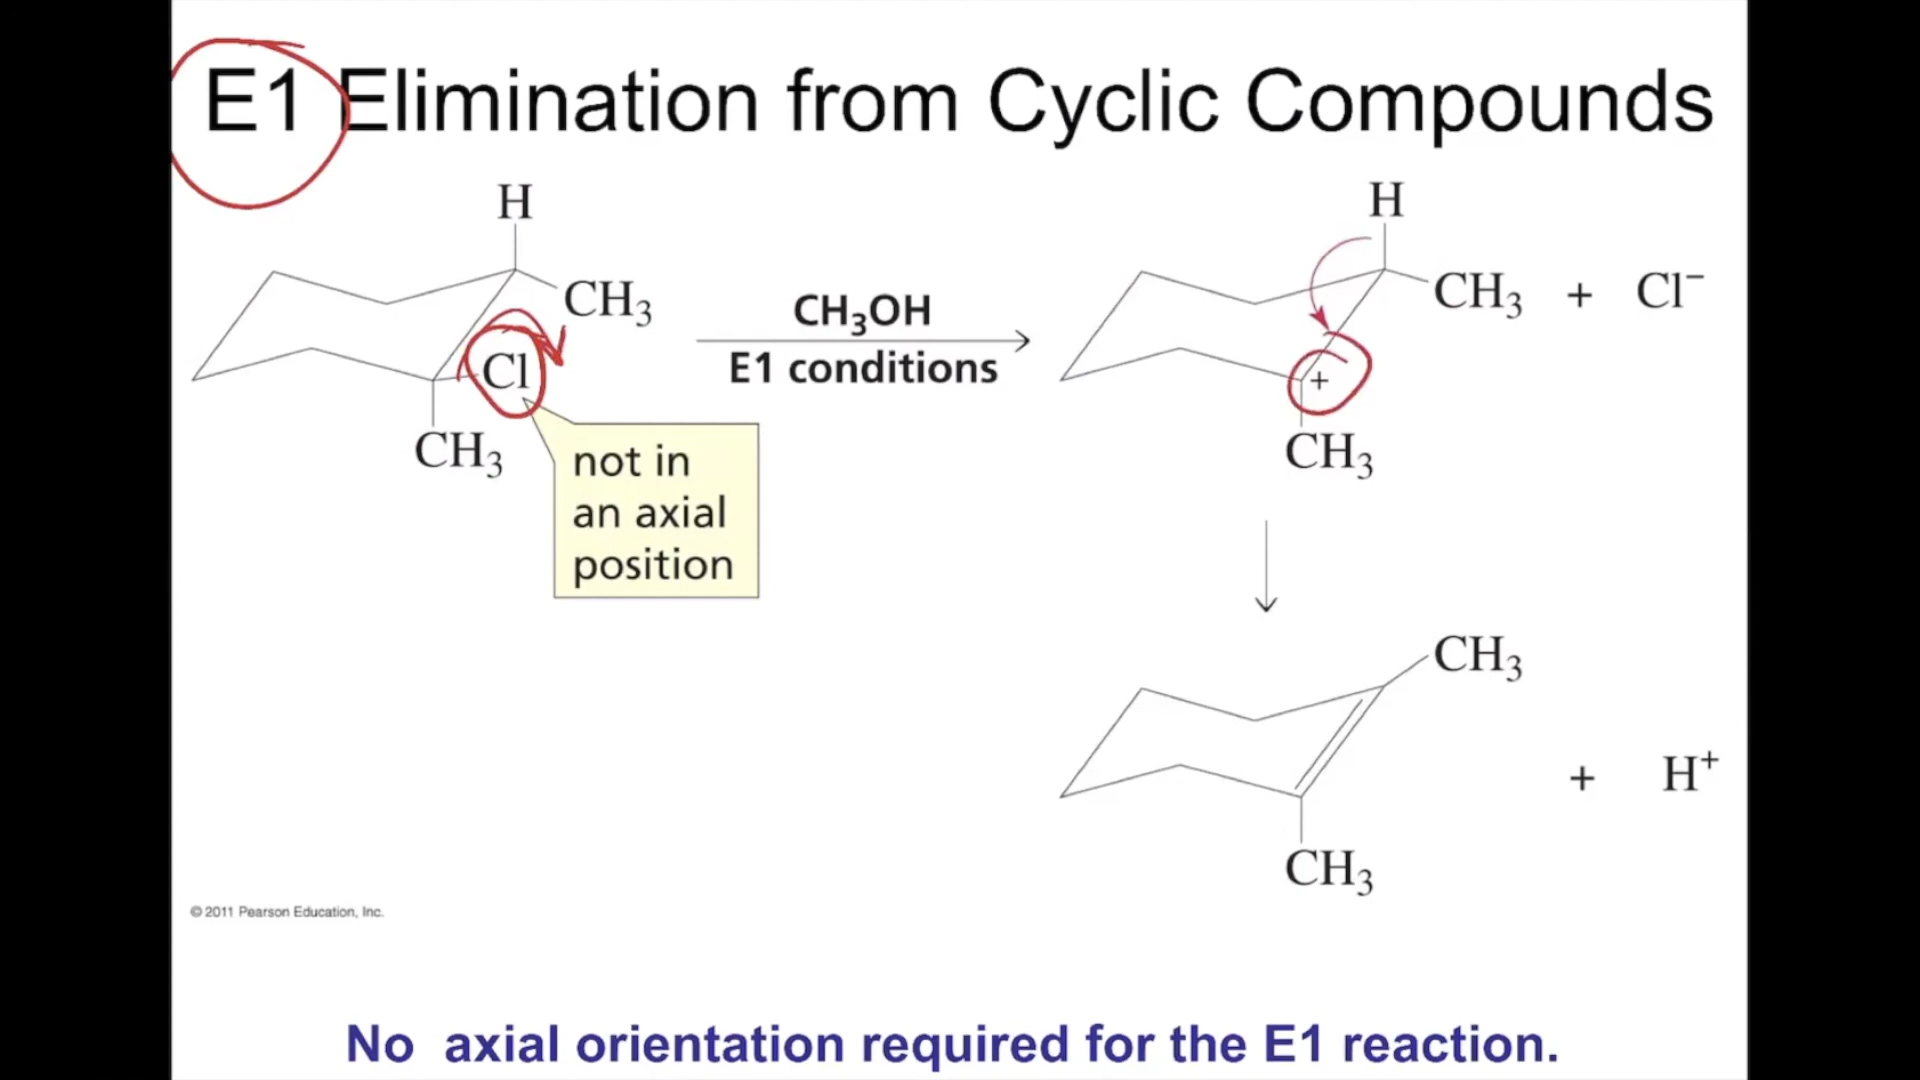 E1 Elimination from Cyclic Compounds
H
CH₃
Cl
CH₃
not in
an axial
position
CH₃OH
E1 conditions
H
CH₃ + Cl⁻
+
CH₃
CH₃
+ H⁺
CH₃
© 2011 Pearson Education, Inc.
No axial orientation required for the E1 reaction.